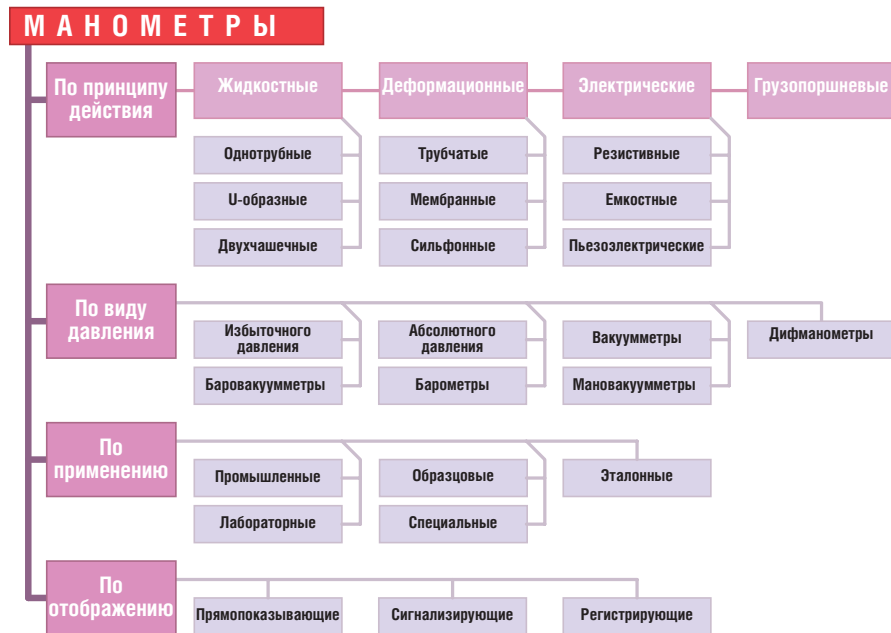 МАНОМЕТРЫ
По принципу
действия
Жидкостные
Деформационные
Электрические
Грузопоршневые
Однотрубные
Трубчатые
Резистивные
U-образные
Мембранные
Емкостные
Двухчашечные
Сильфонные
Пьезоэлектрические
По виду
давления
Избыточного
давления
Абсолютного
давления
Вакуумметры
Дифманометры
Баровакуумметры
Барометры
Мановакуумметры
По
применению
Промышленные
Образцовые
Эталонные
Лабораторные
Специальные
По
отображению
Прямопоказывающие
Сигнализирующие
Регистрирующие